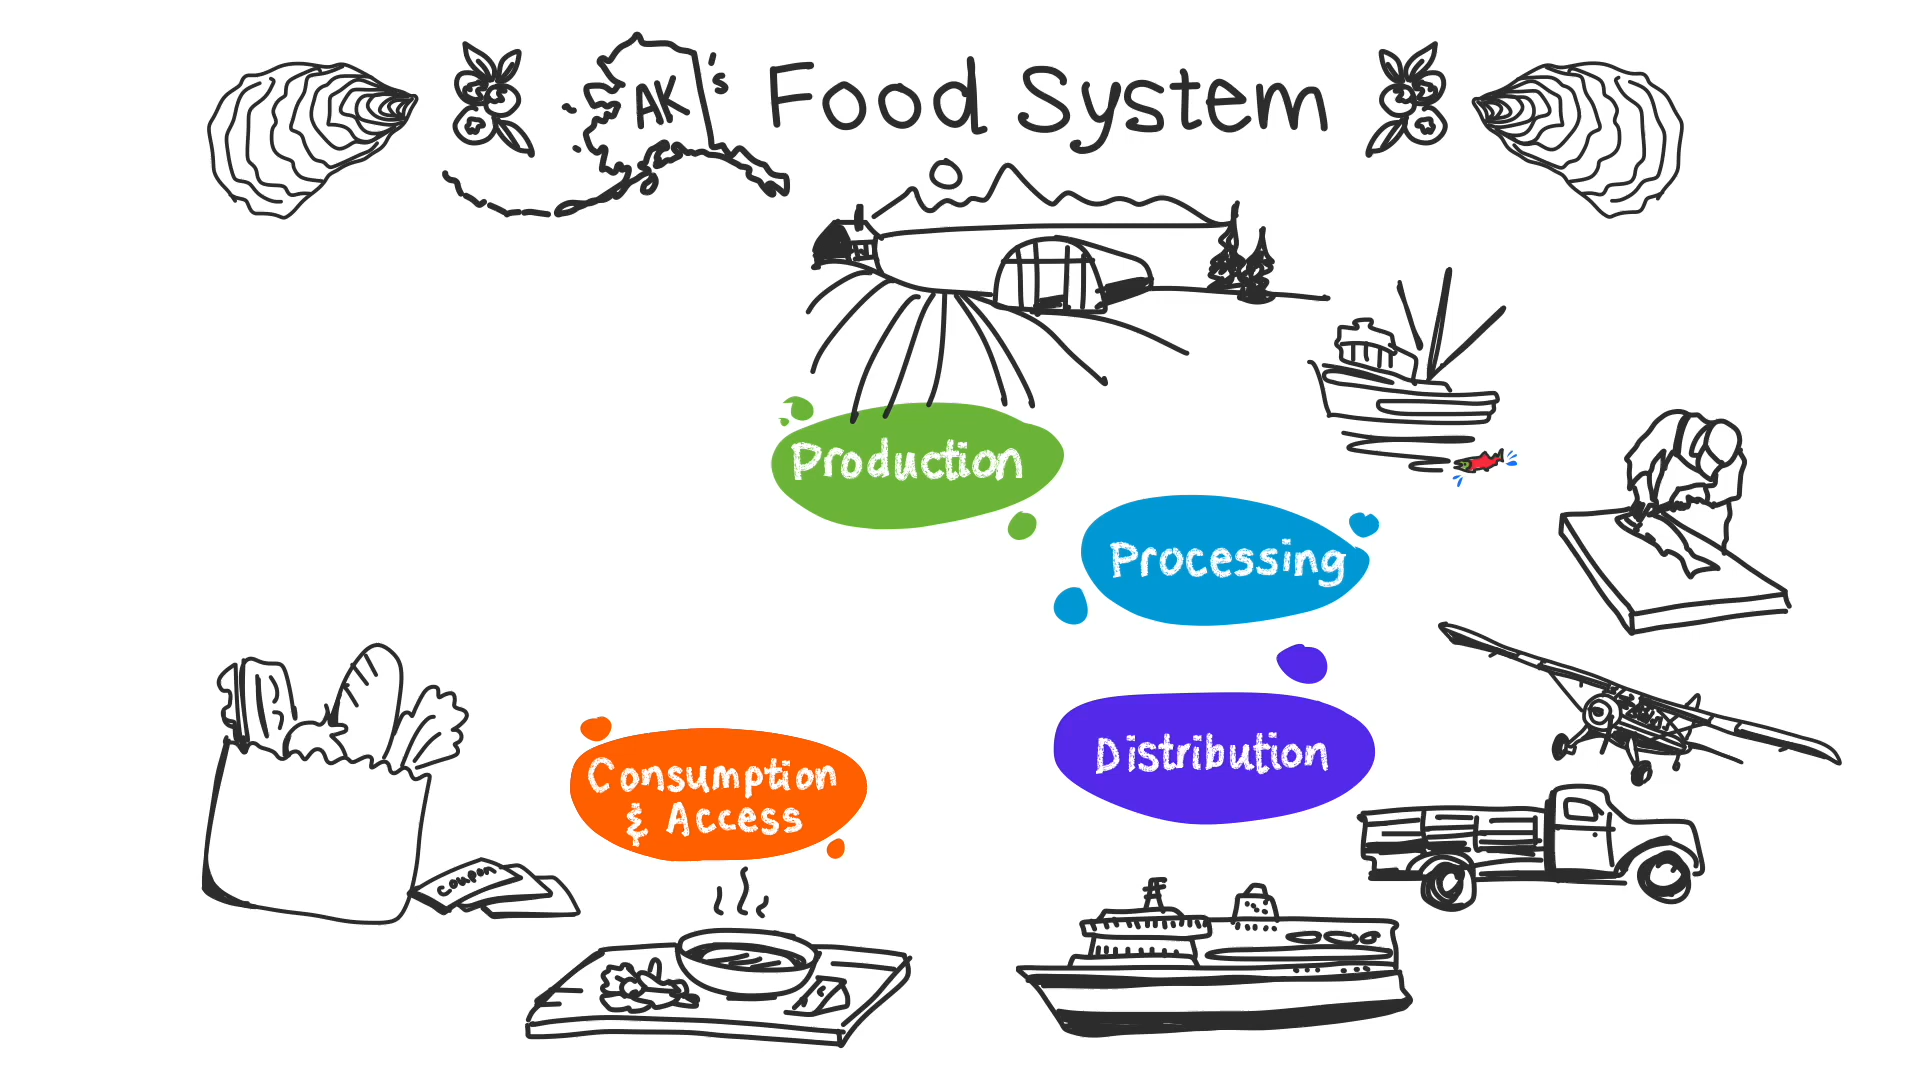 AK's Food System
Production
Processing
Distribution
Consumption
& Access
Coupon